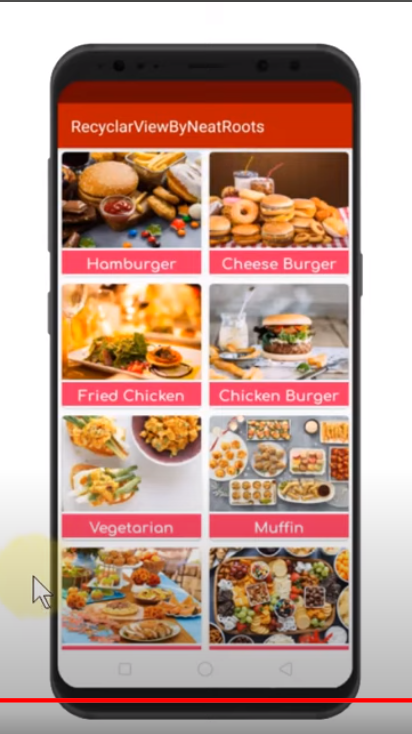 RecyclarViewByNeatRoots
Hamburger
Cheese Burger
Fried Chicken
Chicken Burger
Vegetarian
Muffin